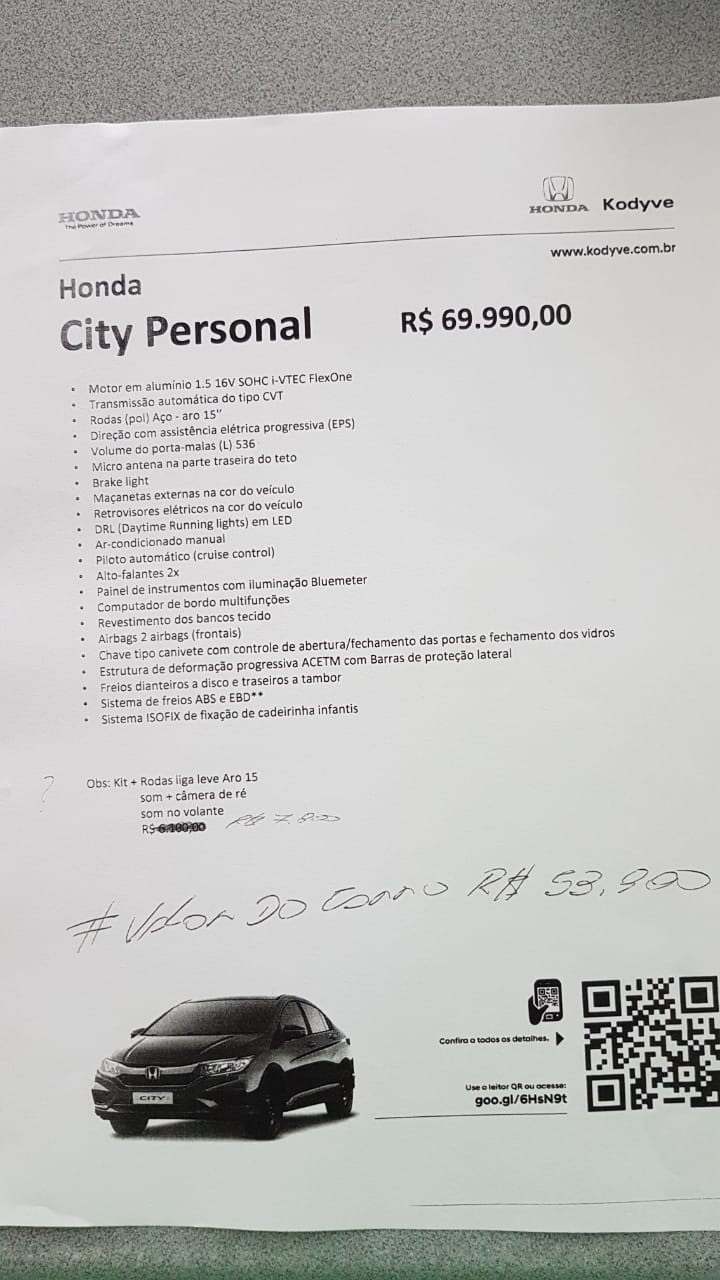 HONDA
The Power of Dreams
HONDA Kodyve
www.kodyve.com.br
Honda
City Personal R$ 69.990,00
• Motor em alumínio 1.5 16V SOHC i-VTEC FlexOne
• Transmissão automática do tipo CVT
• Rodas (pol) Aço - aro 15"
• Direção com assistência elétrica progressiva (EPS)
• Volume do porta-malas (L) 536
• Micro antena na parte traseira do teto
• Brake light
• Maçanetas externas na cor do veículo
• Retrovisores elétricos na cor do veículo
• DRL (Daytime Running lights) em LED
• Ar-condicionado manual
• Piloto automático (cruise control)
• Alto-falantes 2x
• Painel de instrumentos com iluminação Bluemeter
• Computador de bordo multifunções
• Revestimento dos bancos tecido
• Airbags 2 airbags (frontais)
• Chave tipo canivete com controle de abertura/fechamento das portas e fechamento dos vidros
• Estrutura de deformação progressiva ACETM com Barras de proteção lateral
• Freios dianteiros a disco e traseiros a tambor
• Sistema de freios ABS e EBD**
• Sistema ISOFIX de fixação de cadeirinha infantis
? Obs: Kit + Rodas liga leve Aro 15
som + câmera de ré
som no volante
R$ 6.100,00 R$
# Valor DO Carro R$ 53.900
CITY
Confira a todos os detalhes.
Use o leitor QR ou acesse:
goo.gl/6HsN9t